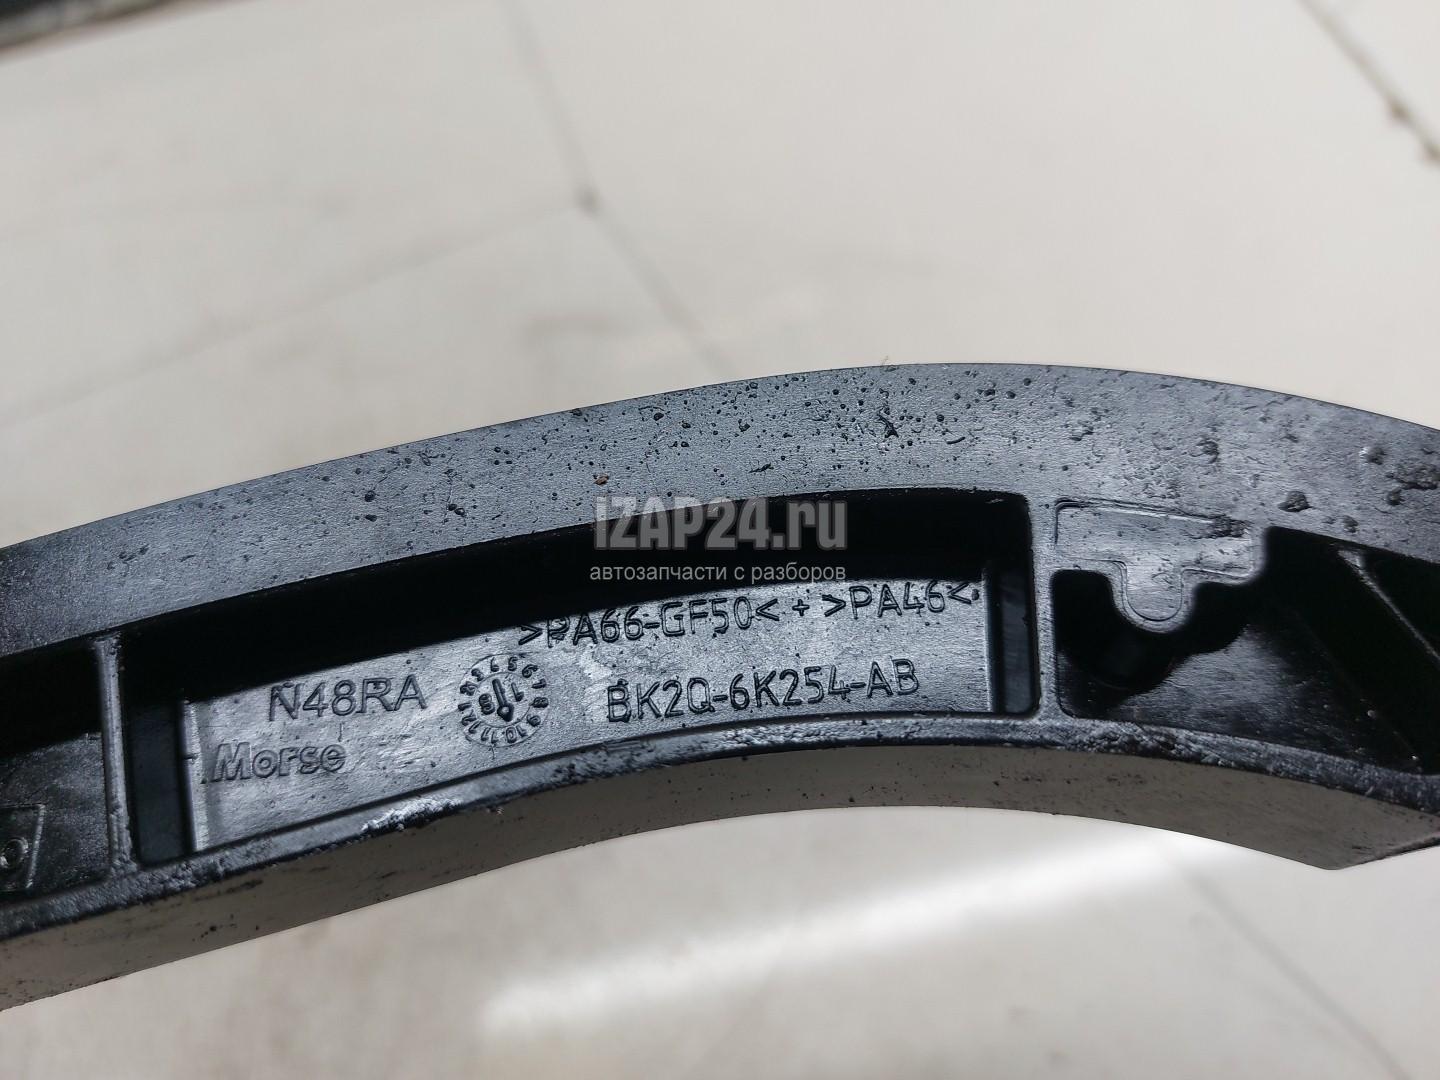 IZAP24.ru
автозапчасти с разборов
>PA66-GF50< + >PA46<
N48RA
BK2Q-6K254-AB
Morse